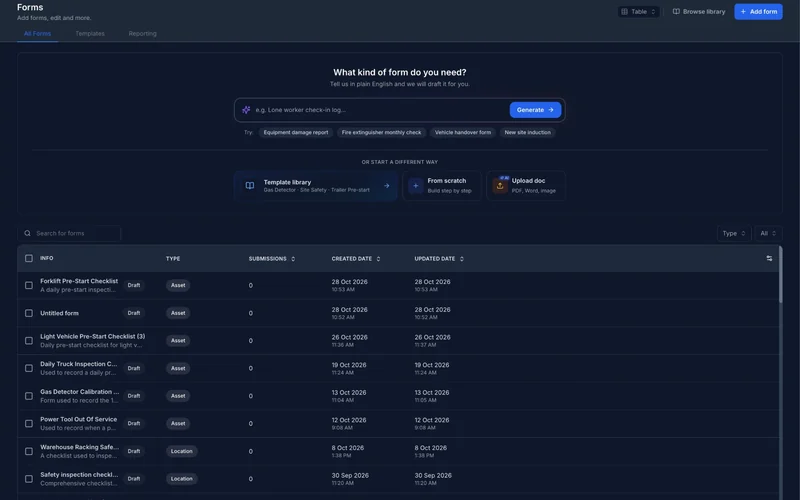 Forms
Add forms, edit and more.
Table
Browse library
+ Add form
All Forms
Templates
Reporting
What kind of form do you need?
Tell us in plain English and we will draft it for you.
e.g. Lone worker check-in log...
Generate →
Try:
Equipment damage report
Fire extinguisher monthly check
Vehicle handover form
New site induction
OR START A DIFFERENT WAY
Template library
Gas Detector · Site Safety · Trailer Pre-start
From scratch
Build step by step
Upload doc
PDF, Word, image
Search for forms
Type
All
INFO TYPE SUBMISSIONS CREATED DATE UPDATED DATE
Forklift Pre-Start Checklist Draft Asset 0 28 Oct 2026 28 Oct 2026
A daily pre-start inspecti... 10:53 AM 10:53 AM
Untitled form Draft Asset 0 28 Oct 2026 28 Oct 2026
10:52 AM 10:52 AM
Light Vehicle Pre-Start Checklist (3) Asset 0 26 Oct 2026 26 Oct 2026
Daily pre-start checklist for light v... 11:36 AM 11:37 AM
Daily Truck Inspection C... Draft Asset 0 19 Oct 2026 19 Oct 2026
Used to record a daily pr... 11:24 AM 11:24 AM
Gas Detector Calibration ... Draft Asset 0 13 Oct 2026 13 Oct 2026
Form used to record the 1... 11:04 AM 11:05 AM
Power Tool Out Of Service Draft Asset 0 12 Oct 2026 12 Oct 2026
Used to record when a p... 9:08 AM 9:08 AM
Warehouse Racking Safe... Draft Location 0 8 Oct 2026 8 Oct 2026
A checklist used to inspe... 1:38 PM 1:38 PM
Safety inspection checkli... Draft Location 0 30 Sep 2026 30 Sep 2026
Comprehensive checklist... 11:20 AM 11:20 AM